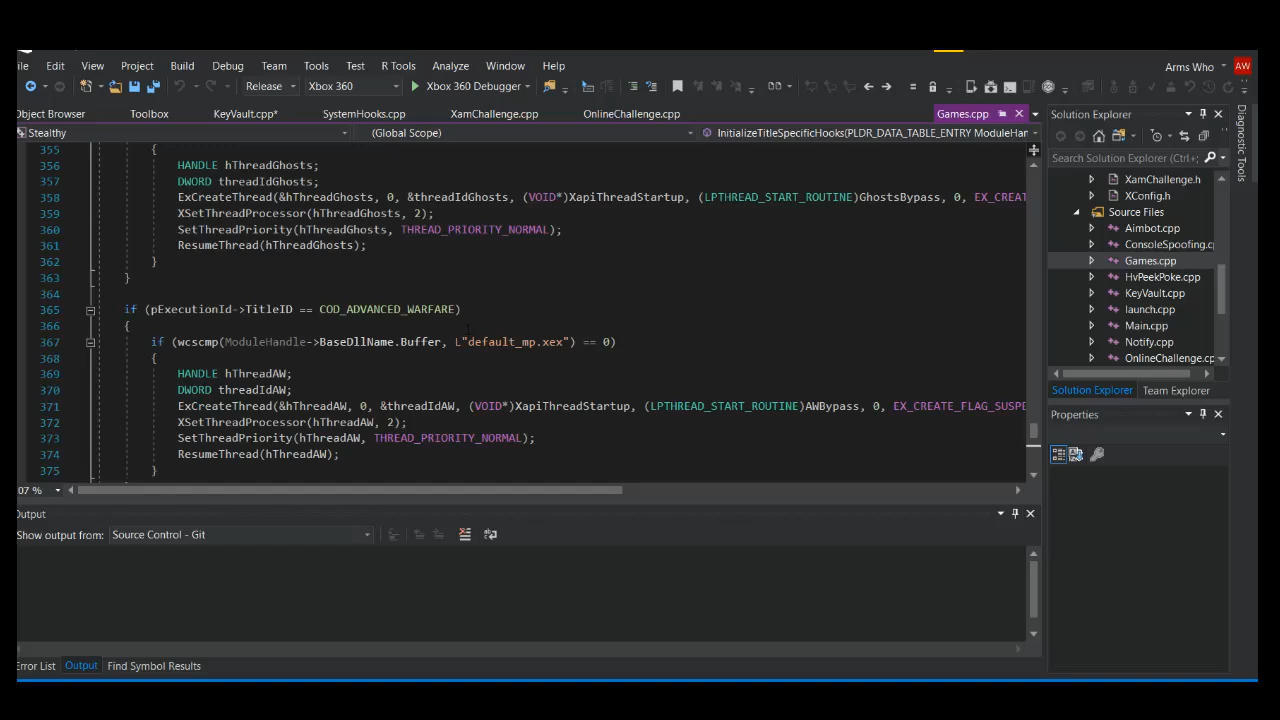 ile Edit View Project Build Debug Team Tools Test R Tools Analyze Window Help Arms Who AW
Release Xbox 360 Xbox 360 Debugger
Object Browser Toolbox KeyVault.cpp* SystemHooks.cpp XamChallenge.cpp OnlineChallenge.cpp Games.cpp
Stealthy (Global Scope) InitializeTitleSpecificHooks(PLDR_DATA_TABLE_ENTRY ModuleHan
355 {
356 HANDLE hThreadGhosts;
357 DWORD threadIdGhosts;
358 ExCreateThread(&hThreadGhosts, 0, &threadIdGhosts, (VOID*)XapiThreadStartup, (LPTHREAD_START_ROUTINE)GhostsBypass, 0, EX_CREAT
359 XSetThreadProcessor(hThreadGhosts, 2);
360 SetThreadPriority(hThreadGhosts, THREAD_PRIORITY_NORMAL);
361 ResumeThread(hThreadGhosts);
362 }
363 }
364
365 if (pExecutionId->TitleID == COD_ADVANCED_WARFARE)
366 {
367 if (wcscmp(ModuleHandle->BaseDllName.Buffer, L"default_mp.xex") == 0)
368 {
369 HANDLE hThreadAW;
370 DWORD threadIdAW;
371 ExCreateThread(&hThreadAW, 0, &threadIdAW, (VOID*)XapiThreadStartup, (LPTHREAD_START_ROUTINE)AWBypass, 0, EX_CREATE_FLAG_SUSPE
372 XSetThreadProcessor(hThreadAW, 2);
373 SetThreadPriority(hThreadAW, THREAD_PRIORITY_NORMAL);
374 ResumeThread(hThreadAW);
375 }
07 %
Output
Show output from: Source Control - Git
Error List Output Find Symbol Results
Solution Explorer
Search Solution Explorer (Ctrl+;
XamChallenge.h
XConfig.h
Source Files
Aimbot.cpp
ConsoleSpoofing.cp
Games.cpp
HvPeekPoke.cpp
KeyVault.cpp
launch.cpp
Main.cpp
Notify.cpp
OnlineChallenge.cp
Solution Explorer Team Explorer
Properties
Diagnostic Tools